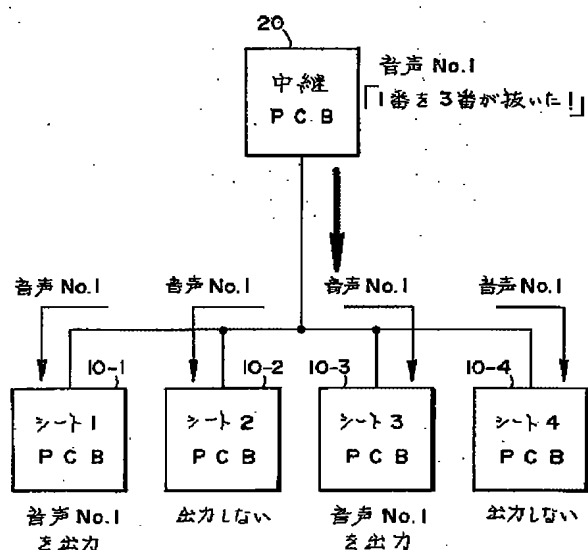 20
中継
PCB
音声 No.1
「1番を3番が抜いた!」
音声 No.1
音声 No.1
音声 No.1
音声 No.1
10-1
10-2
10-3
10-4
シート1
PCB
シート2
PCB
シート3
PCB
シート4
PCB
音声 No.1
を出力
出力しない
音声 No.1
を出力
出力しない